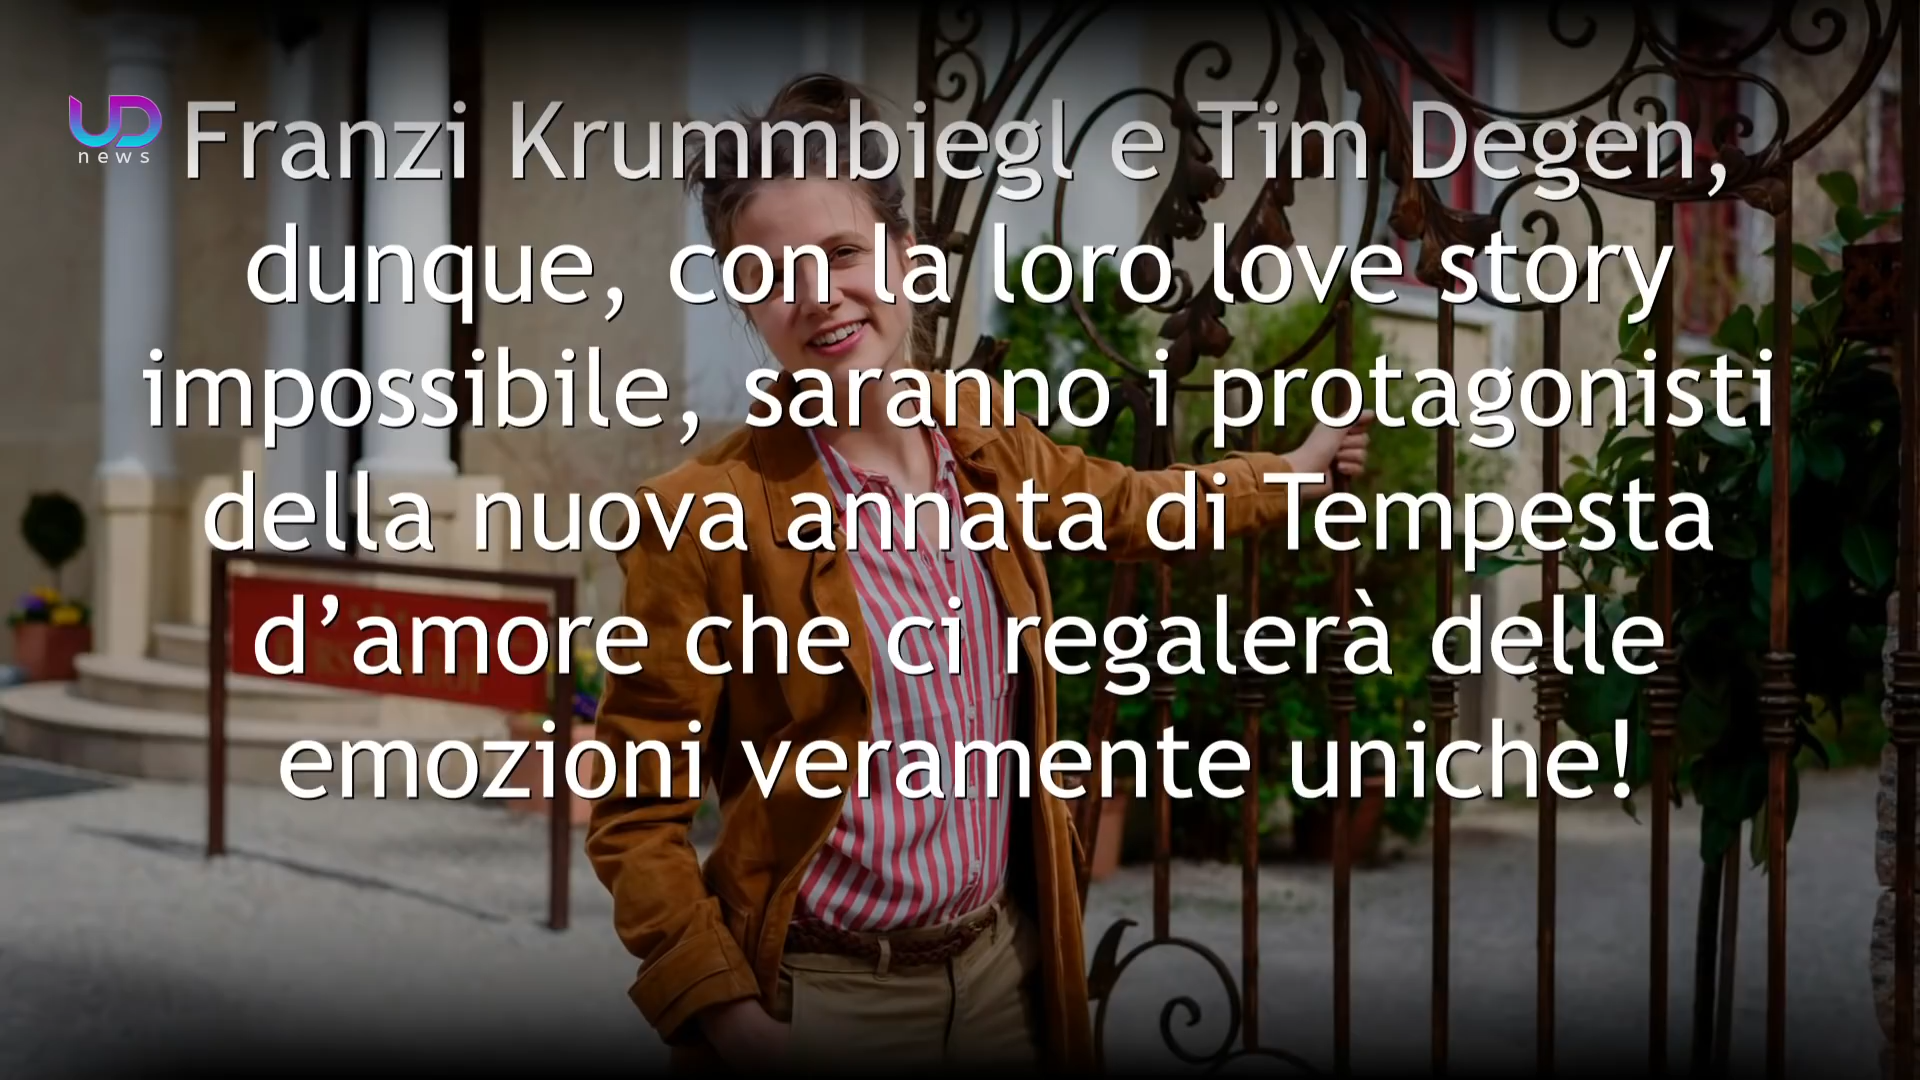 UD
news
Franzi Krummbiegl e Tim Degen,
dunque, con la loro love story
impossibile, saranno i protagonisti
della nuova annata di Tempesta
d’amore che ci regalerà delle
emozioni veramente uniche!